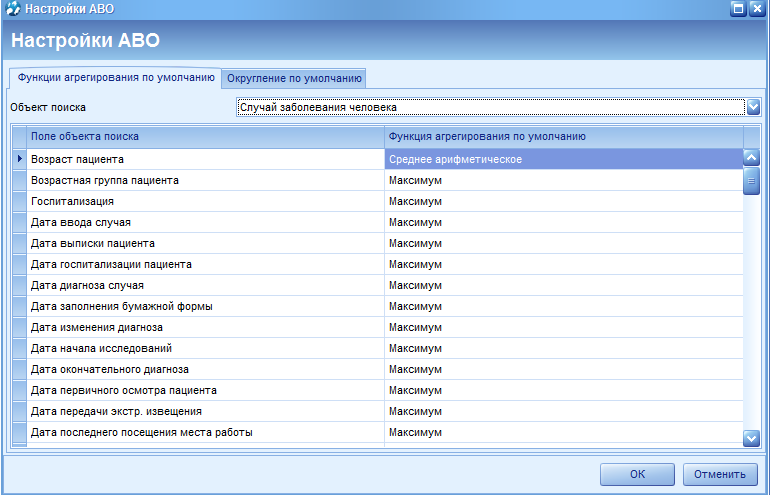 Настройки АВО
Настройки АВО
Функции агрегирования по умолчанию Округление по умолчанию
Объект поиска Случай заболевания человека
Поле объекта поиска Функция агрегирования по умолчанию
Возраст пациента Среднее арифметическое
Возрастная группа пациента Максимум
Госпитализация Максимум
Дата ввода случая Максимум
Дата выписки пациента Максимум
Дата госпитализации пациента Максимум
Дата диагноза случая Максимум
Дата заполнения бумажной формы Максимум
Дата изменения диагноза Максимум
Дата начала исследований Максимум
Дата окончательного диагноза Максимум
Дата первичного осмотра пациента Максимум
Дата передачи экстр. извещения Максимум
Дата последнего посещения места работы Максимум
ОК Отменить